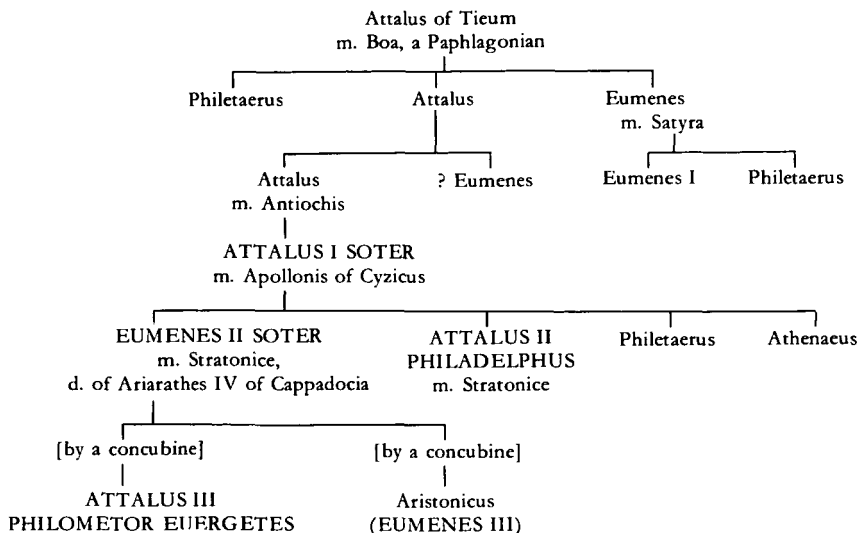 Attalus of Tieum
m. Boa, a Paphlagonian
Philetaerus Attalus Eumenes
m. Satyra
Attalus ? Eumenes Eumenes I Philetaerus
m. Antiochis
ATTALUS I SOTER
m. Apollonis of Cyzicus
EUMENES II SOTER ATTALUS II Philetaerus Athenaeus
m. Stratonice, PHILADELPHUS
d. of Ariarathes IV of Cappadocia m. Stratonice
[by a concubine] [by a concubine]
ATTALUS III Aristonicus
PHILOMETOR EUERGETES (EUMENES III)